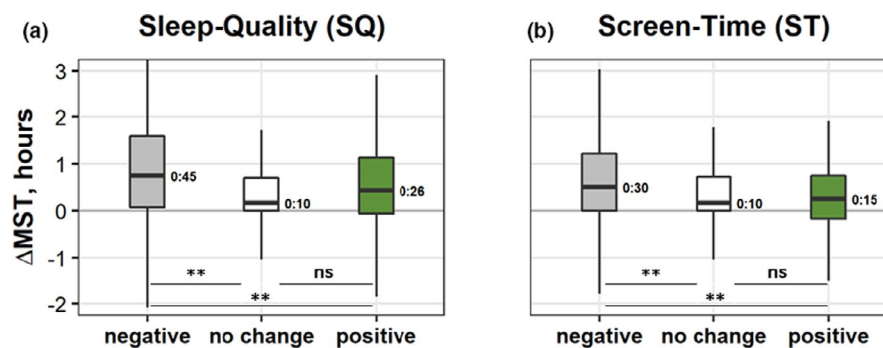 (a) Sleep-Quality (SQ)
ΔMST, hours
3
2
1
0
-1
-2
0:45
0:10
0:26
** ns
**
negative no change positive
(b) Screen-Time (ST)
0:30
0:10
0:15
** ns
**
negative no change positive